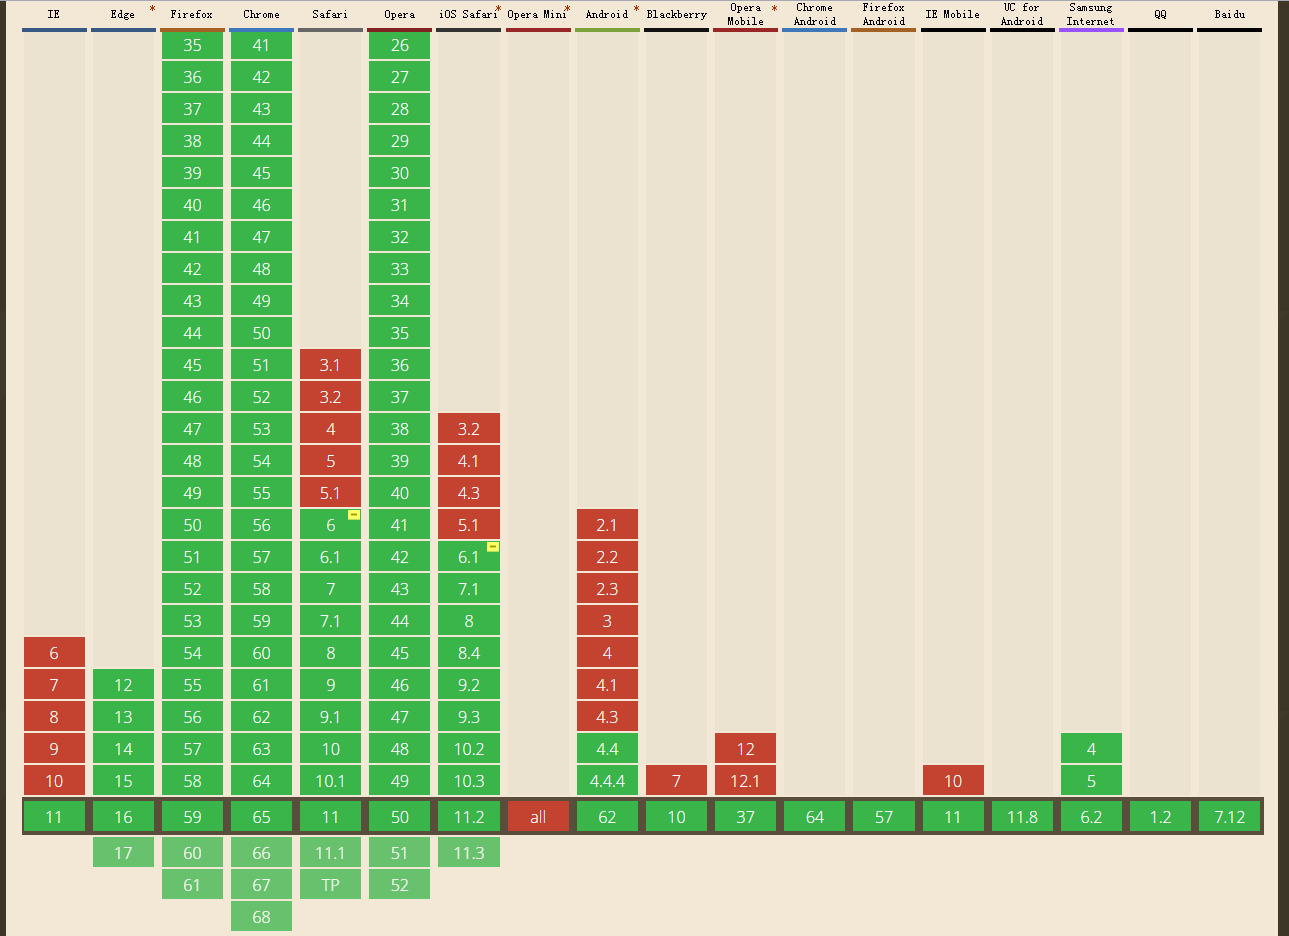 IE Edge * Firefox Chrome Safari Opera iOS Safari * Opera Mini * Android * Blackberry Opera Mobile * Chrome Android Firefox Android IE Mobile UC for Android Samsung Internet QQ Baidu
35 41 26
36 42 27
37 43 28
38 44 29
39 45 30
40 46 31
41 47 32
42 48 33
43 49 34
44 50 35
45 51 3.1 36
46 52 3.2 37
47 53 4 38 3.2
48 54 5 39 4.1
49 55 5.1 40 4.3
50 56 6 41 5.1 2.1
51 57 6.1 42 6.1 2.2
52 58 7 43 7.1 2.3
53 59 7.1 44 8 3
6 54 60 8 45 8.4 4
7 12 55 61 9 46 9.2 4.1
8 13 56 62 9.1 47 9.3 4.3
9 14 57 63 10 48 10.2 4.4 12 4
10 15 58 64 10.1 49 10.3 4.4.4 7 12.1 10 5
11 16 59 65 11 50 11.2 all 62 10 37 64 57 11 11.8 6.2 1.2 7.12
17 60 66 11.1 51 11.3
61 67 TP 52
68